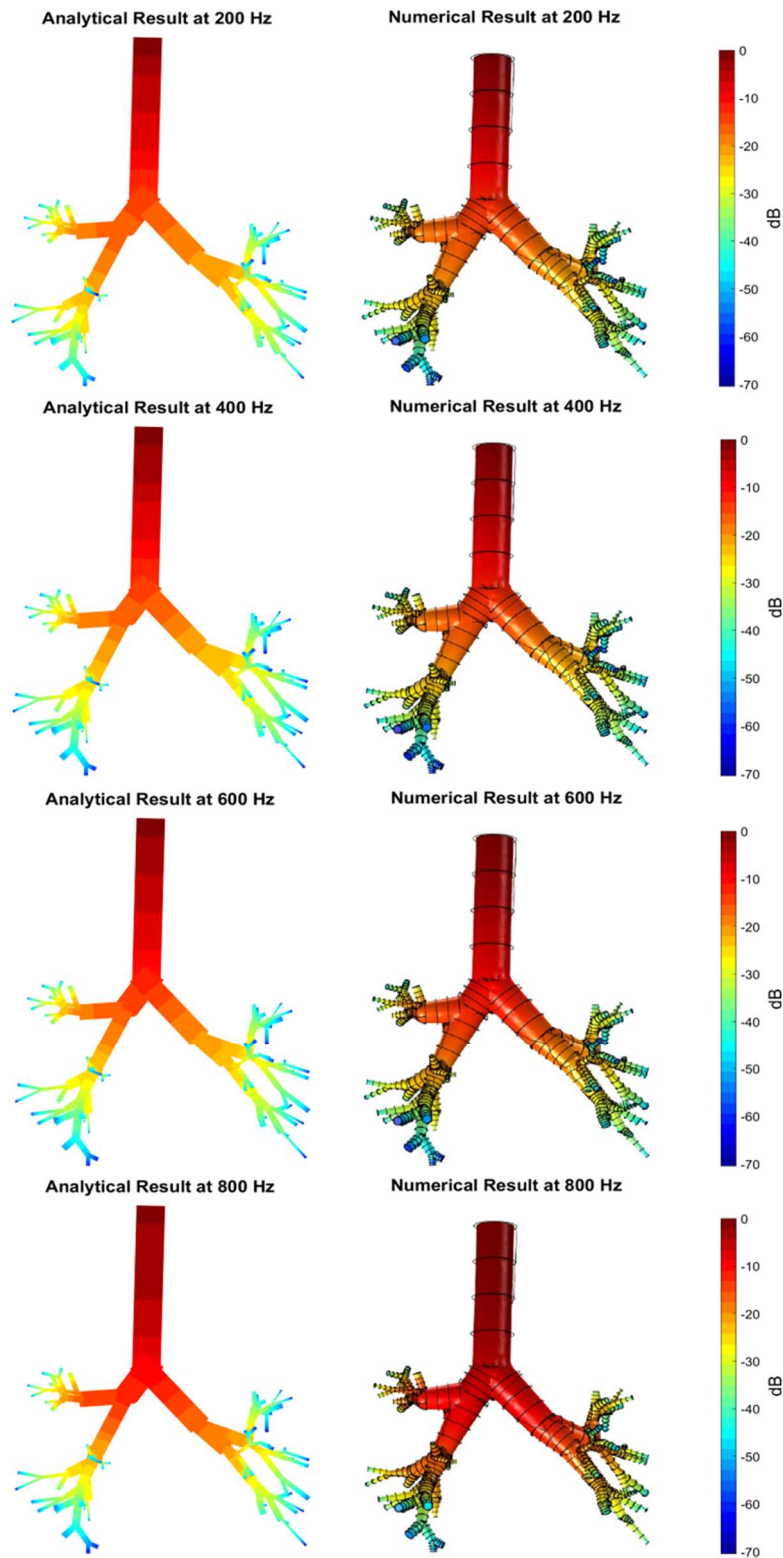 Analytical Result at 200 Hz
Numerical Result at 200 Hz
0
-10
-20
-30
-40
-50
-60
-70
dB
Analytical Result at 400 Hz
Numerical Result at 400 Hz
0
-10
-20
-30
-40
-50
-60
-70
dB
Analytical Result at 600 Hz
Numerical Result at 600 Hz
0
-10
-20
-30
-40
-50
-60
-70
dB
Analytical Result at 800 Hz
Numerical Result at 800 Hz
0
-10
-20
-30
-40
-50
-60
-70
dB